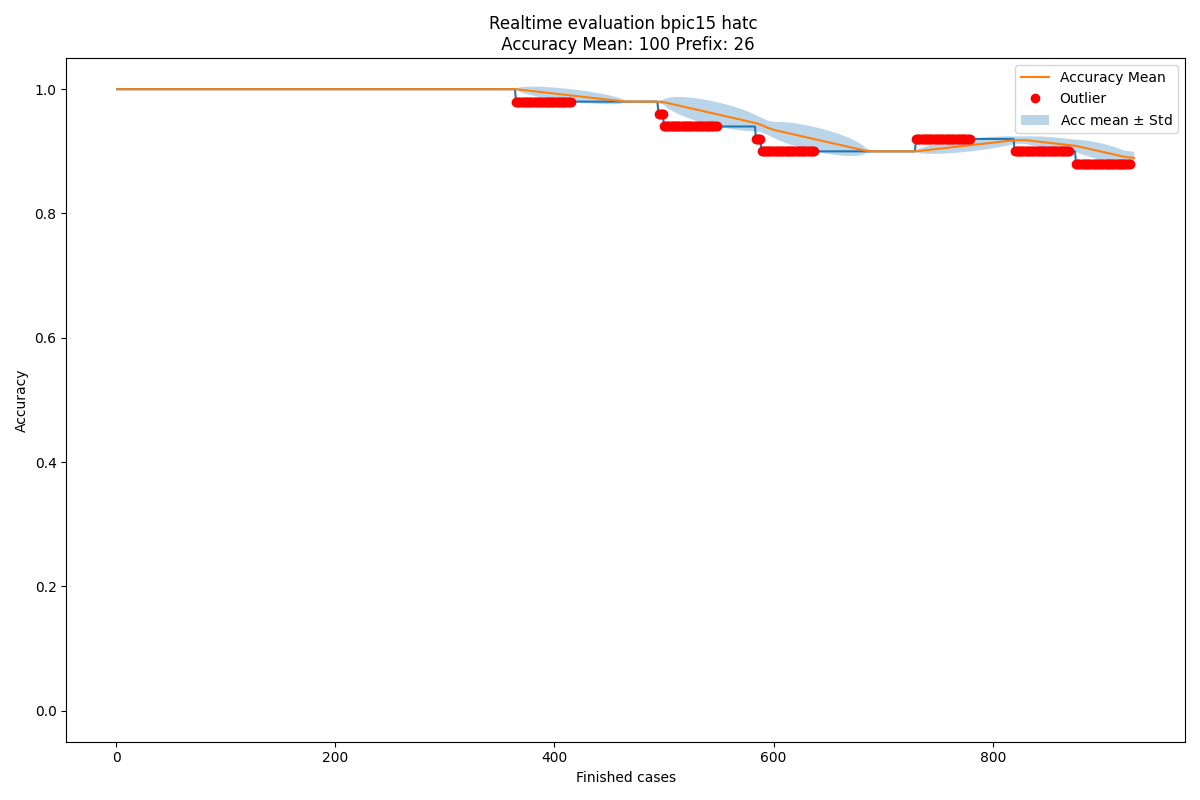 Realtime evaluation bpic15 hatc
Accuracy Mean: 100 Prefix: 26
Accuracy Mean
Outlier
Acc mean ± Std
1.0
0.8
0.6
0.4
0.2
0.0
Accuracy
0 200 400 600 800
Finished cases